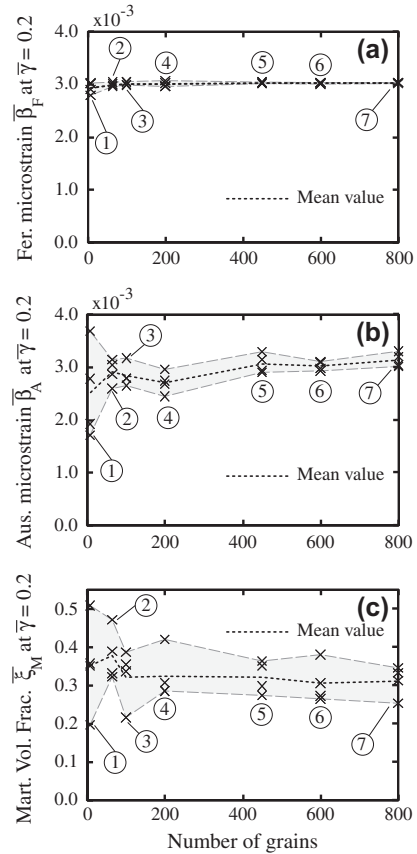 x10⁻³
(a)
4.0
3.0
2.0
1.0
0.0
Fer. microstrain β̅_F at γ̅ = 0.2
2
4
5
6
1
3
7
Mean value
0 200 400 600 800
x10⁻³
(b)
4.0
3.0
2.0
1.0
0.0
Aus. microstrain β̅_A at γ̅ = 0.2
3
1
2
4
5
6
7
Mean value
0 200 400 600 800
(c)
0.5
0.4
0.3
0.2
0.1
0.0
Mart. Vol. Frac. ξ̅_M at γ̅ = 0.2
2
Mean value
1
3
4
5
6
7
0 200 400 600 800
Number of grains